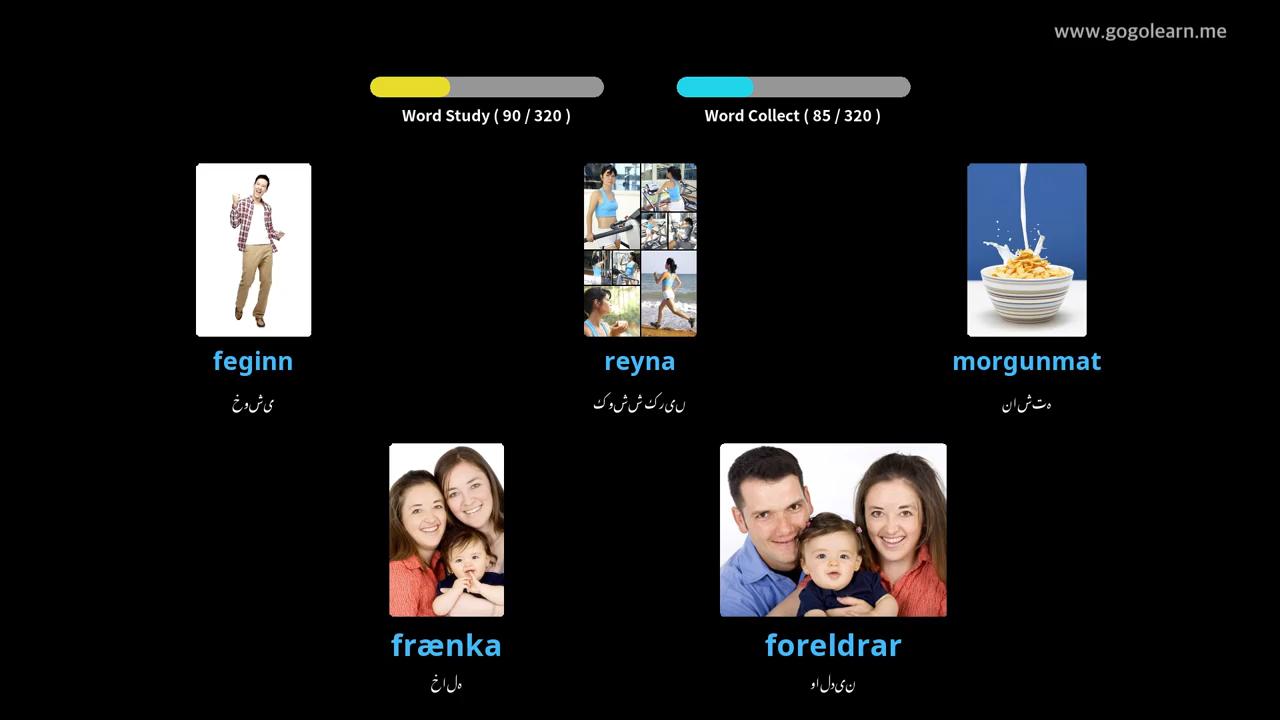 www.gogolearn.me
Word Study ( 90 / 320 )
Word Collect ( 85 / 320 )
feginn
خوشی
reyna
کوشش کریں
morgunmat
ناشتہ
frænka
خالہ
foreldrar
والدین